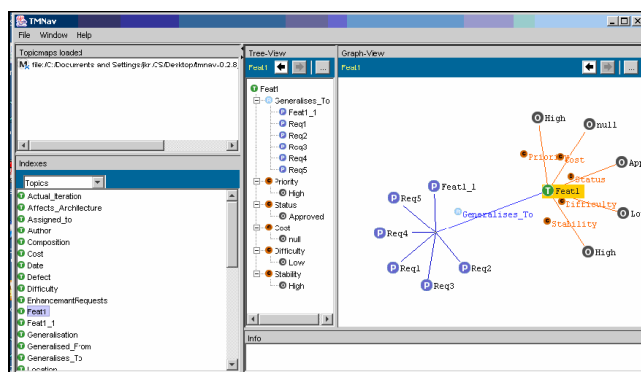 TMNav
File Window Help
Topicmaps loaded
file:/C:/Documents and Settings/jkr.CS/Desktop/tmnav-0.2.8
Indexes
Topics
Actual_Iteration
Affects_Architecture
Assigned_to
Author
Composition
Cost
Date
Defect
Difficulty
EnhancementRequests
Feat1
Feat1_1
Generalisation
Generalised_From
Generalises_To
Location
Tree-View
Feat1
...
Feat1
Generalises_To
Feat1_1
Req1
Req2
Req3
Req4
Req5
Priority
High
Status
Approved
Cost
null
Difficulty
Low
Stability
High
Graph-View
Feat1
...
High
null
Priority
Cost
App
Status
Feat1
Feat1_1
Difficulty
Req5
Generalises_To
Lo
Stability
Req4
High
Req1
Req2
Req3
Info